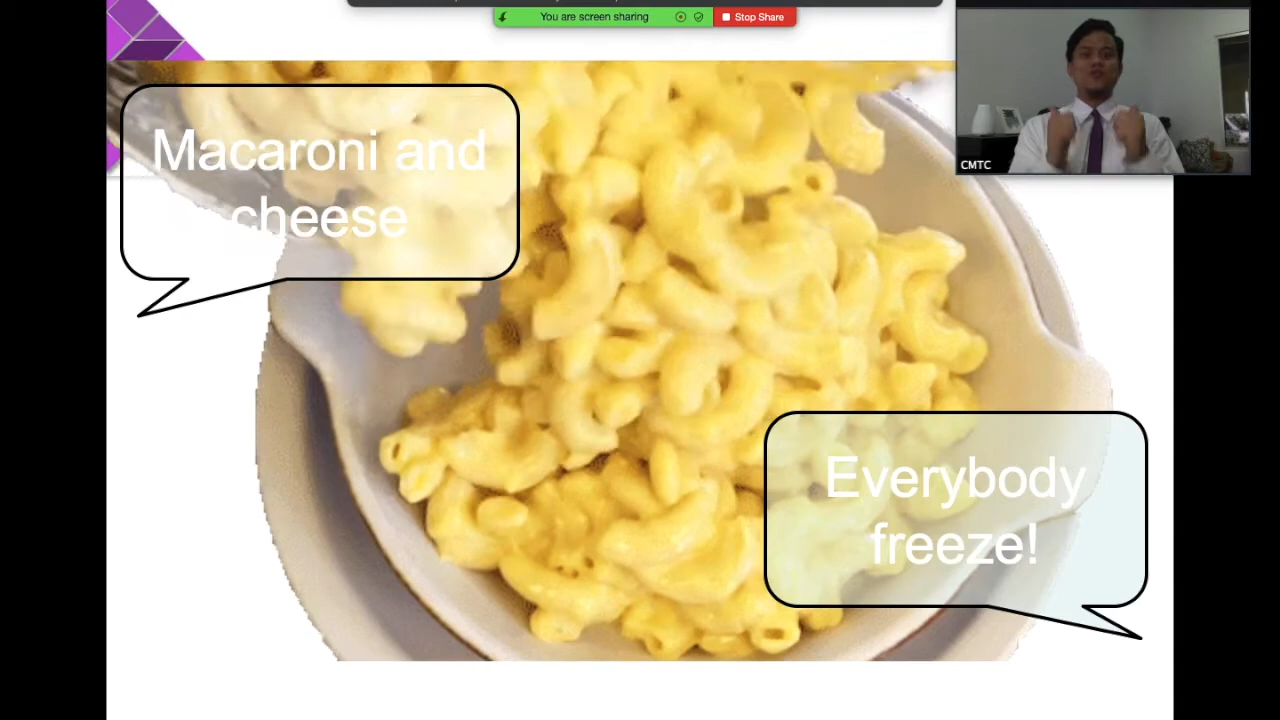 You are screen sharing
Stop Share
CMTC
Macaroni and
cheese
Everybody
freeze!